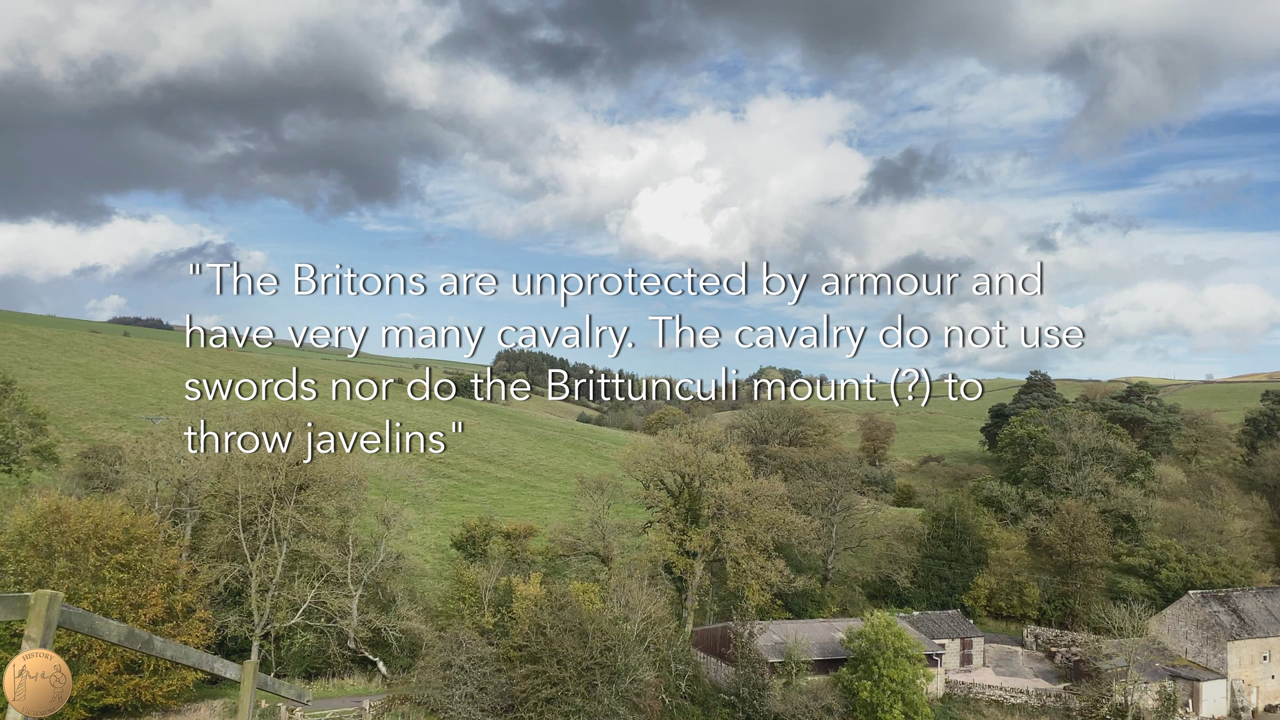 "The Britons are unprotected by armour and
have very many cavalry. The cavalry do not use
swords nor do the Brittunculi mount (?) to
throw javelins"
HISTORY